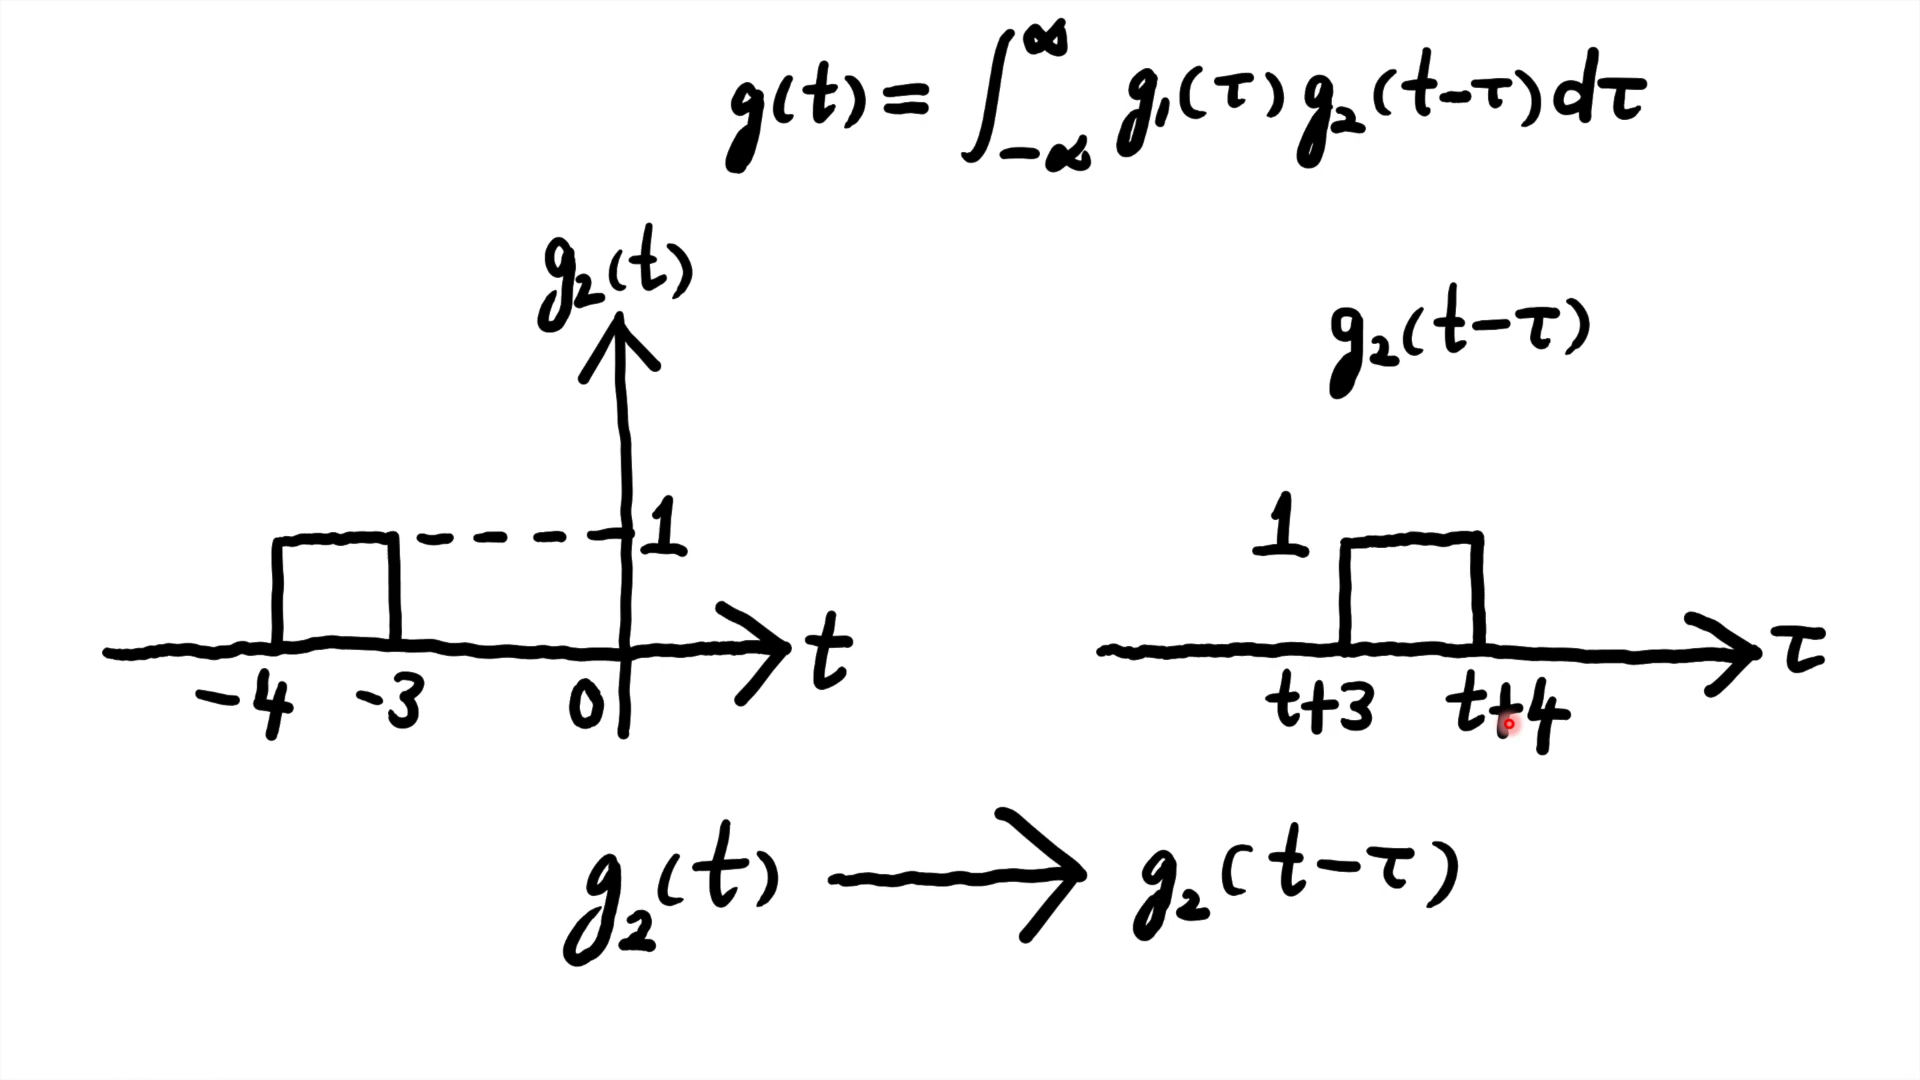 g(t) = ∫_{-∞}^{∞} g₁(τ) g₂(t-τ) dτ
g₂(t)
g₂(t-τ)
1
1
t
τ
-4 -3 0
t+3 t+4
g₂(t) → g₂(t-τ)